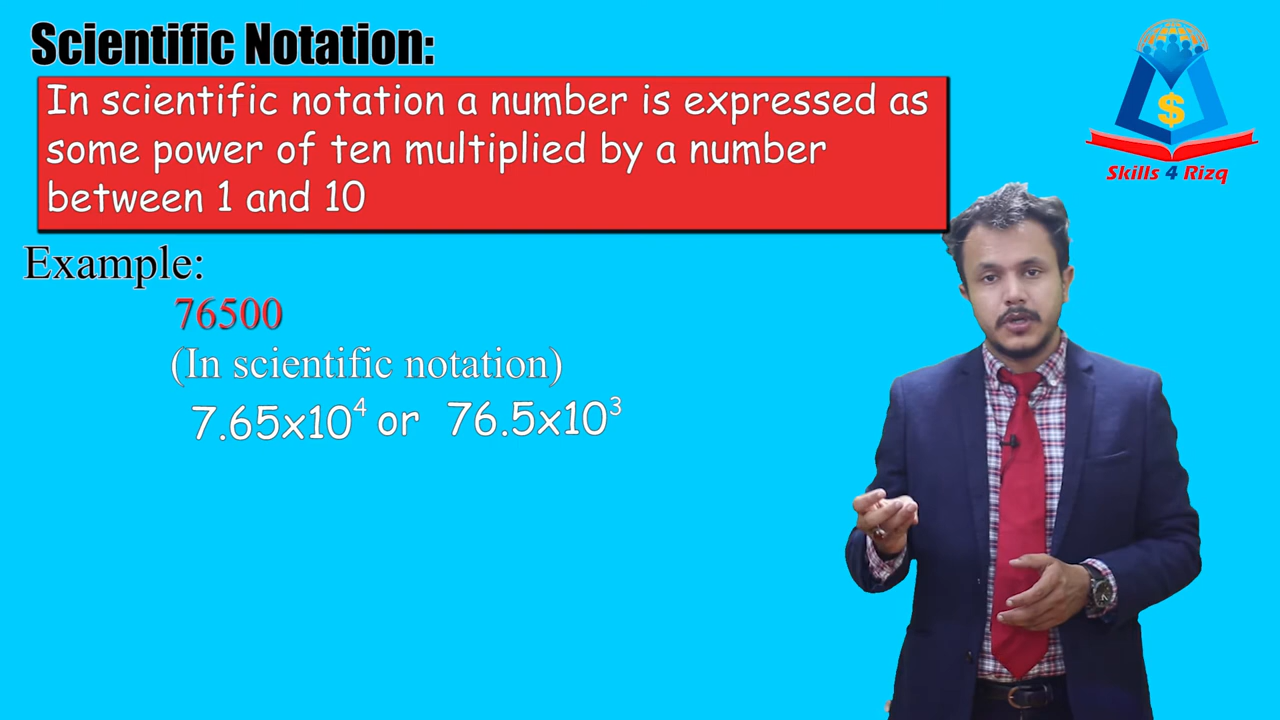 Scientific Notation:
In scientific notation a number is expressed as
some power of ten multiplied by a number
between 1 and 10
Example:
76500
(In scientific notation)
7.65x10⁴ or 76.5x10³
$
Skills 4 Rizq